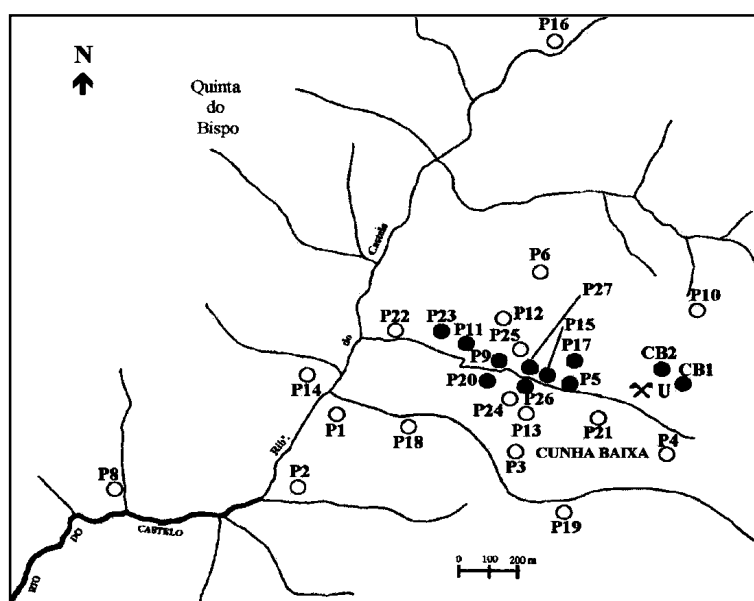 P16
N
Quinta
do
Bispo
Castelo
P6
P27
P10
P12
P22
P23
P15
P11
P25
P17
do
P9
CB2
CB1
P14
P20
P5
U
P26
P24
P1
P18
P13
P21
P4
Ribª.
P3
CUNHA BAIXA
P8
P2
P19
CASTELO
DO
RIO
0 100 200 m